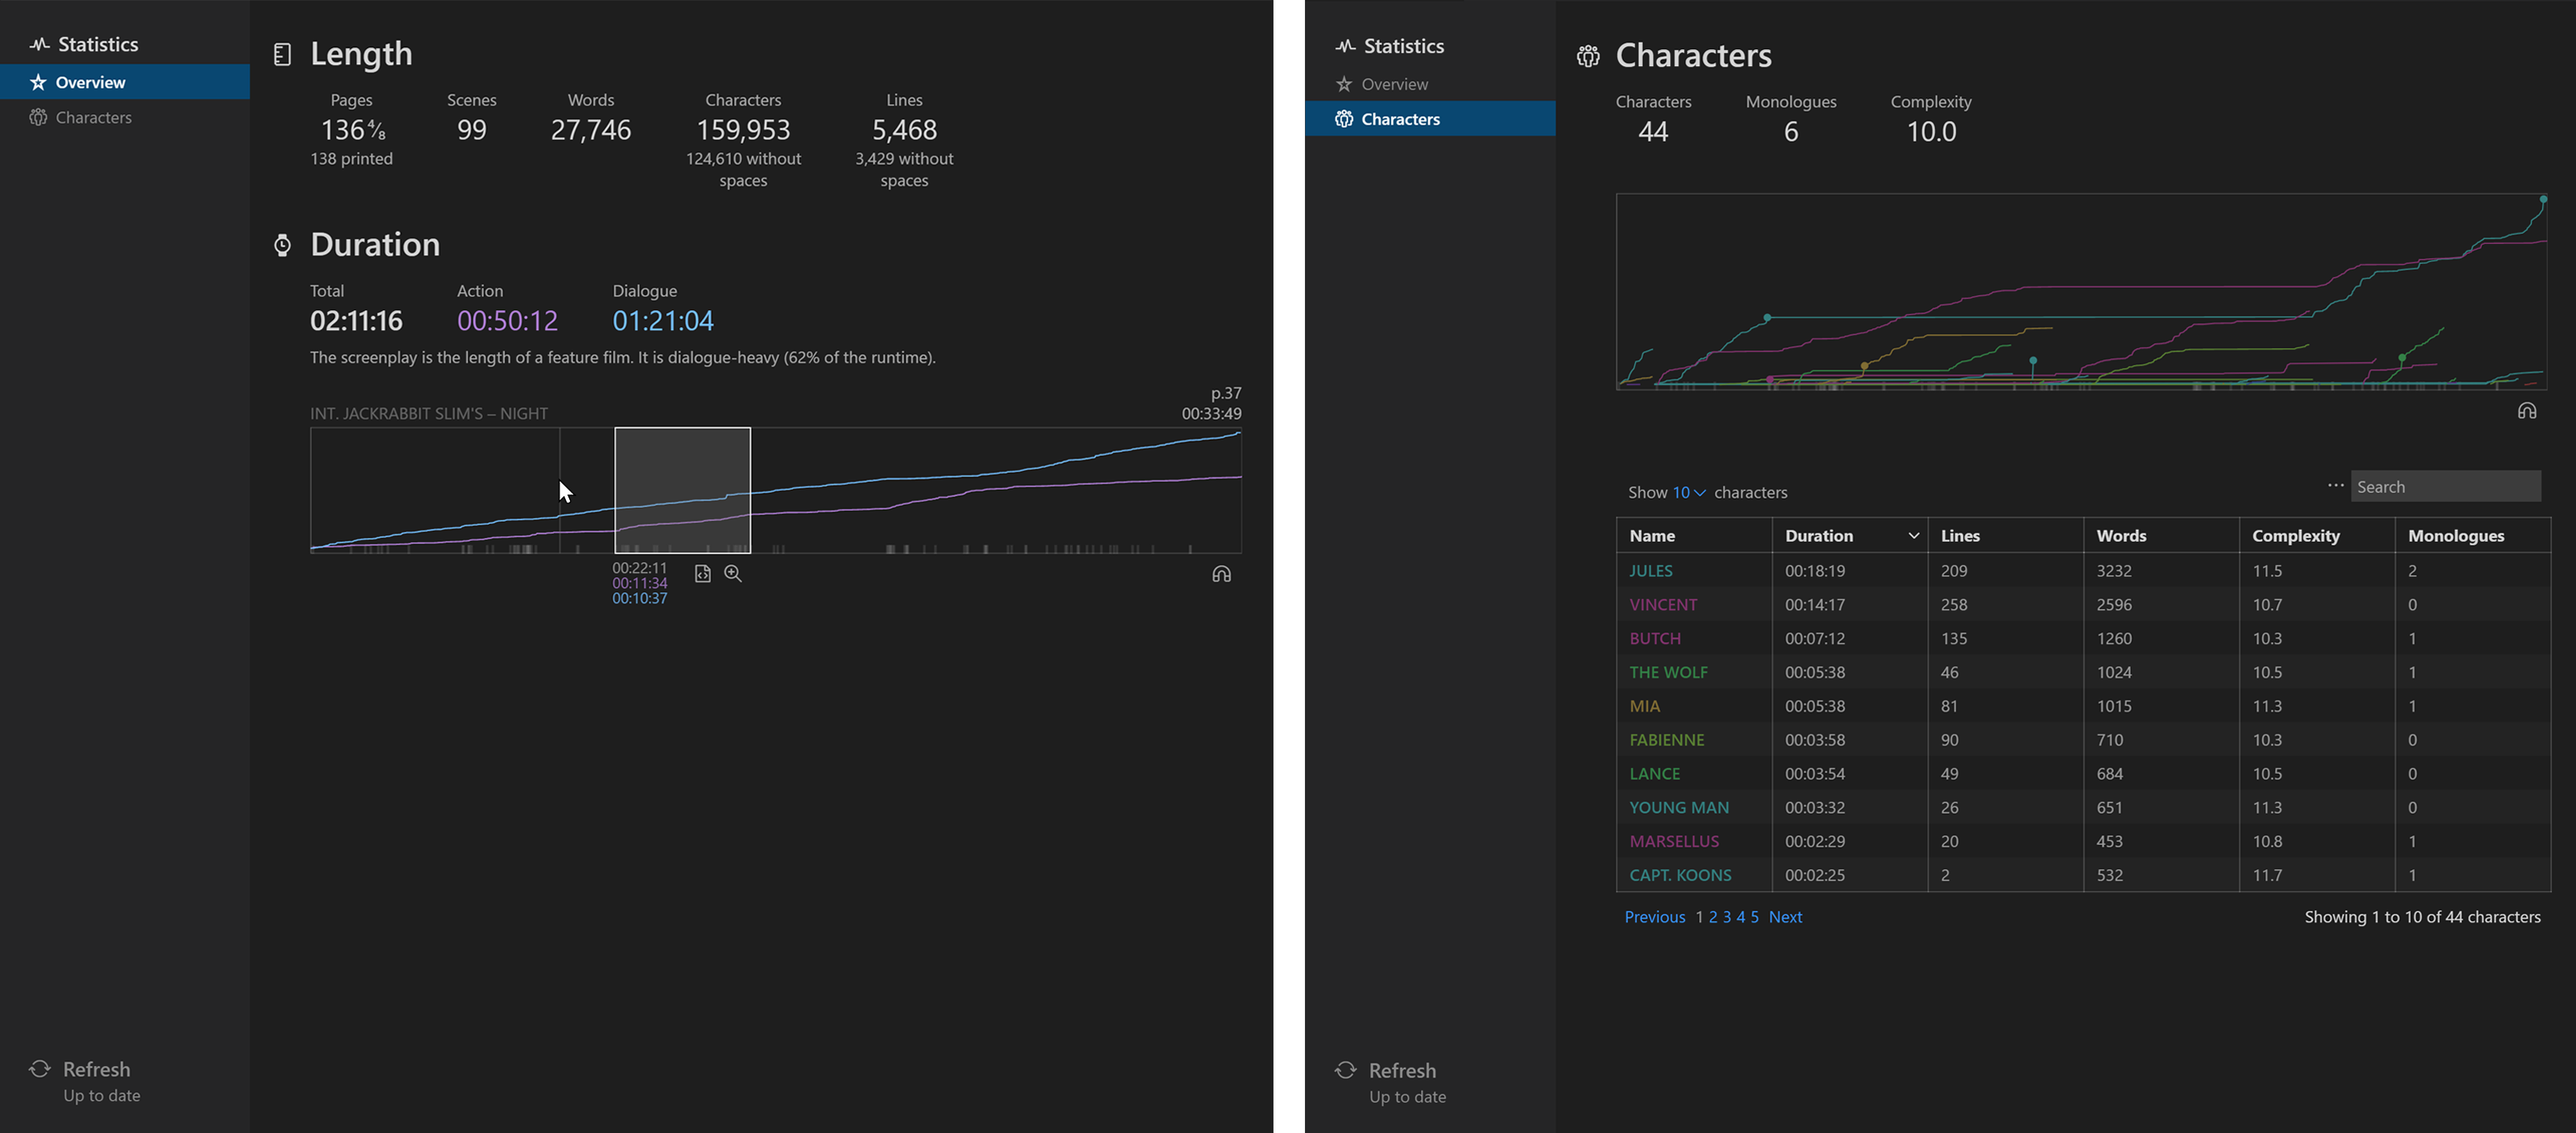 Statistics
Overview
Characters
Length
Pages Scenes Words Characters Lines
136 4/8 99 27,746 159,953 5,468
138 printed 124,610 without spaces 3,429 without spaces
Duration
Total Action Dialogue
02:11:16 00:50:12 01:21:04
The screenplay is the length of a feature film. It is dialogue-heavy (62% of the runtime).
p.37
INT. JACKRABBIT SLIM'S – NIGHT 00:33:49
00:22:11
00:11:34
00:10:37
Refresh
Up to date
Statistics
Overview
Characters
Characters
Characters Monologues Complexity
44 6 10.0
Show 10 characters ... Search
Name Duration Lines Words Complexity Monologues
JULES 00:18:19 209 3232 11.5 2
VINCENT 00:14:17 258 2596 10.7 0
BUTCH 00:07:12 135 1260 10.3 1
THE WOLF 00:05:38 46 1024 10.5 1
MIA 00:05:38 81 1015 11.3 1
FABIENNE 00:03:58 90 710 10.3 0
LANCE 00:03:54 49 684 10.5 0
YOUNG MAN 00:03:32 26 651 11.3 0
MARSELLUS 00:02:29 20 453 10.8 1
CAPT. KOONS 00:02:25 2 532 11.7 1
Previous 1 2 3 4 5 Next Showing 1 to 10 of 44 characters
Refresh
Up to date